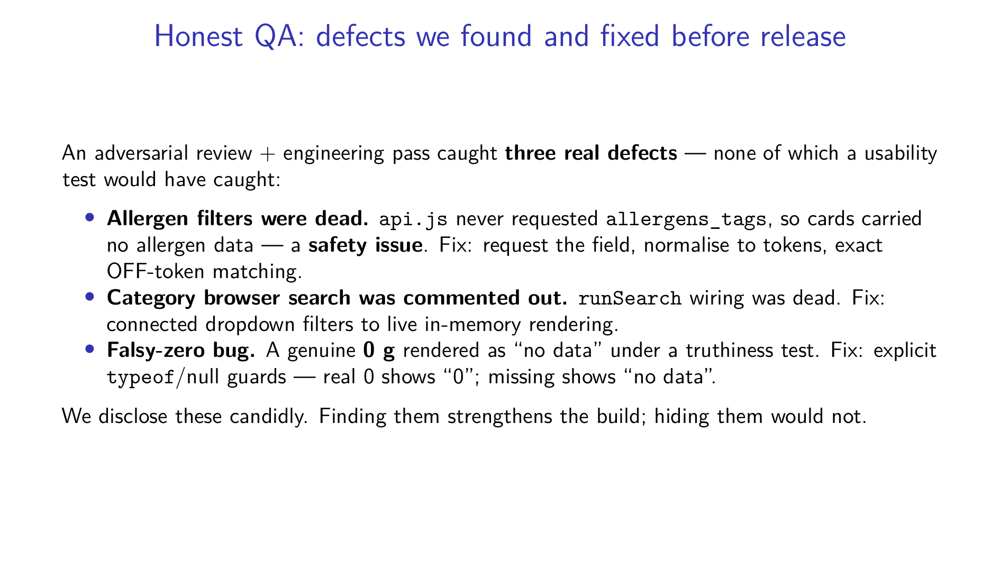 Honest QA: defects we found and fixed before release
An adversarial review + engineering pass caught three real defects — none of which a usability
test would have caught:
• Allergen filters were dead. api.js never requested allergens_tags, so cards carried
no allergen data — a safety issue. Fix: request the field, normalise to tokens, exact
OFF-token matching.
• Category browser search was commented out. runSearch wiring was dead. Fix:
connected dropdown filters to live in-memory rendering.
• Falsy-zero bug. A genuine 0 g rendered as “no data” under a truthiness test. Fix: explicit
typeof/null guards — real 0 shows “0”; missing shows “no data”.
We disclose these candidly. Finding them strengthens the build; hiding them would not.